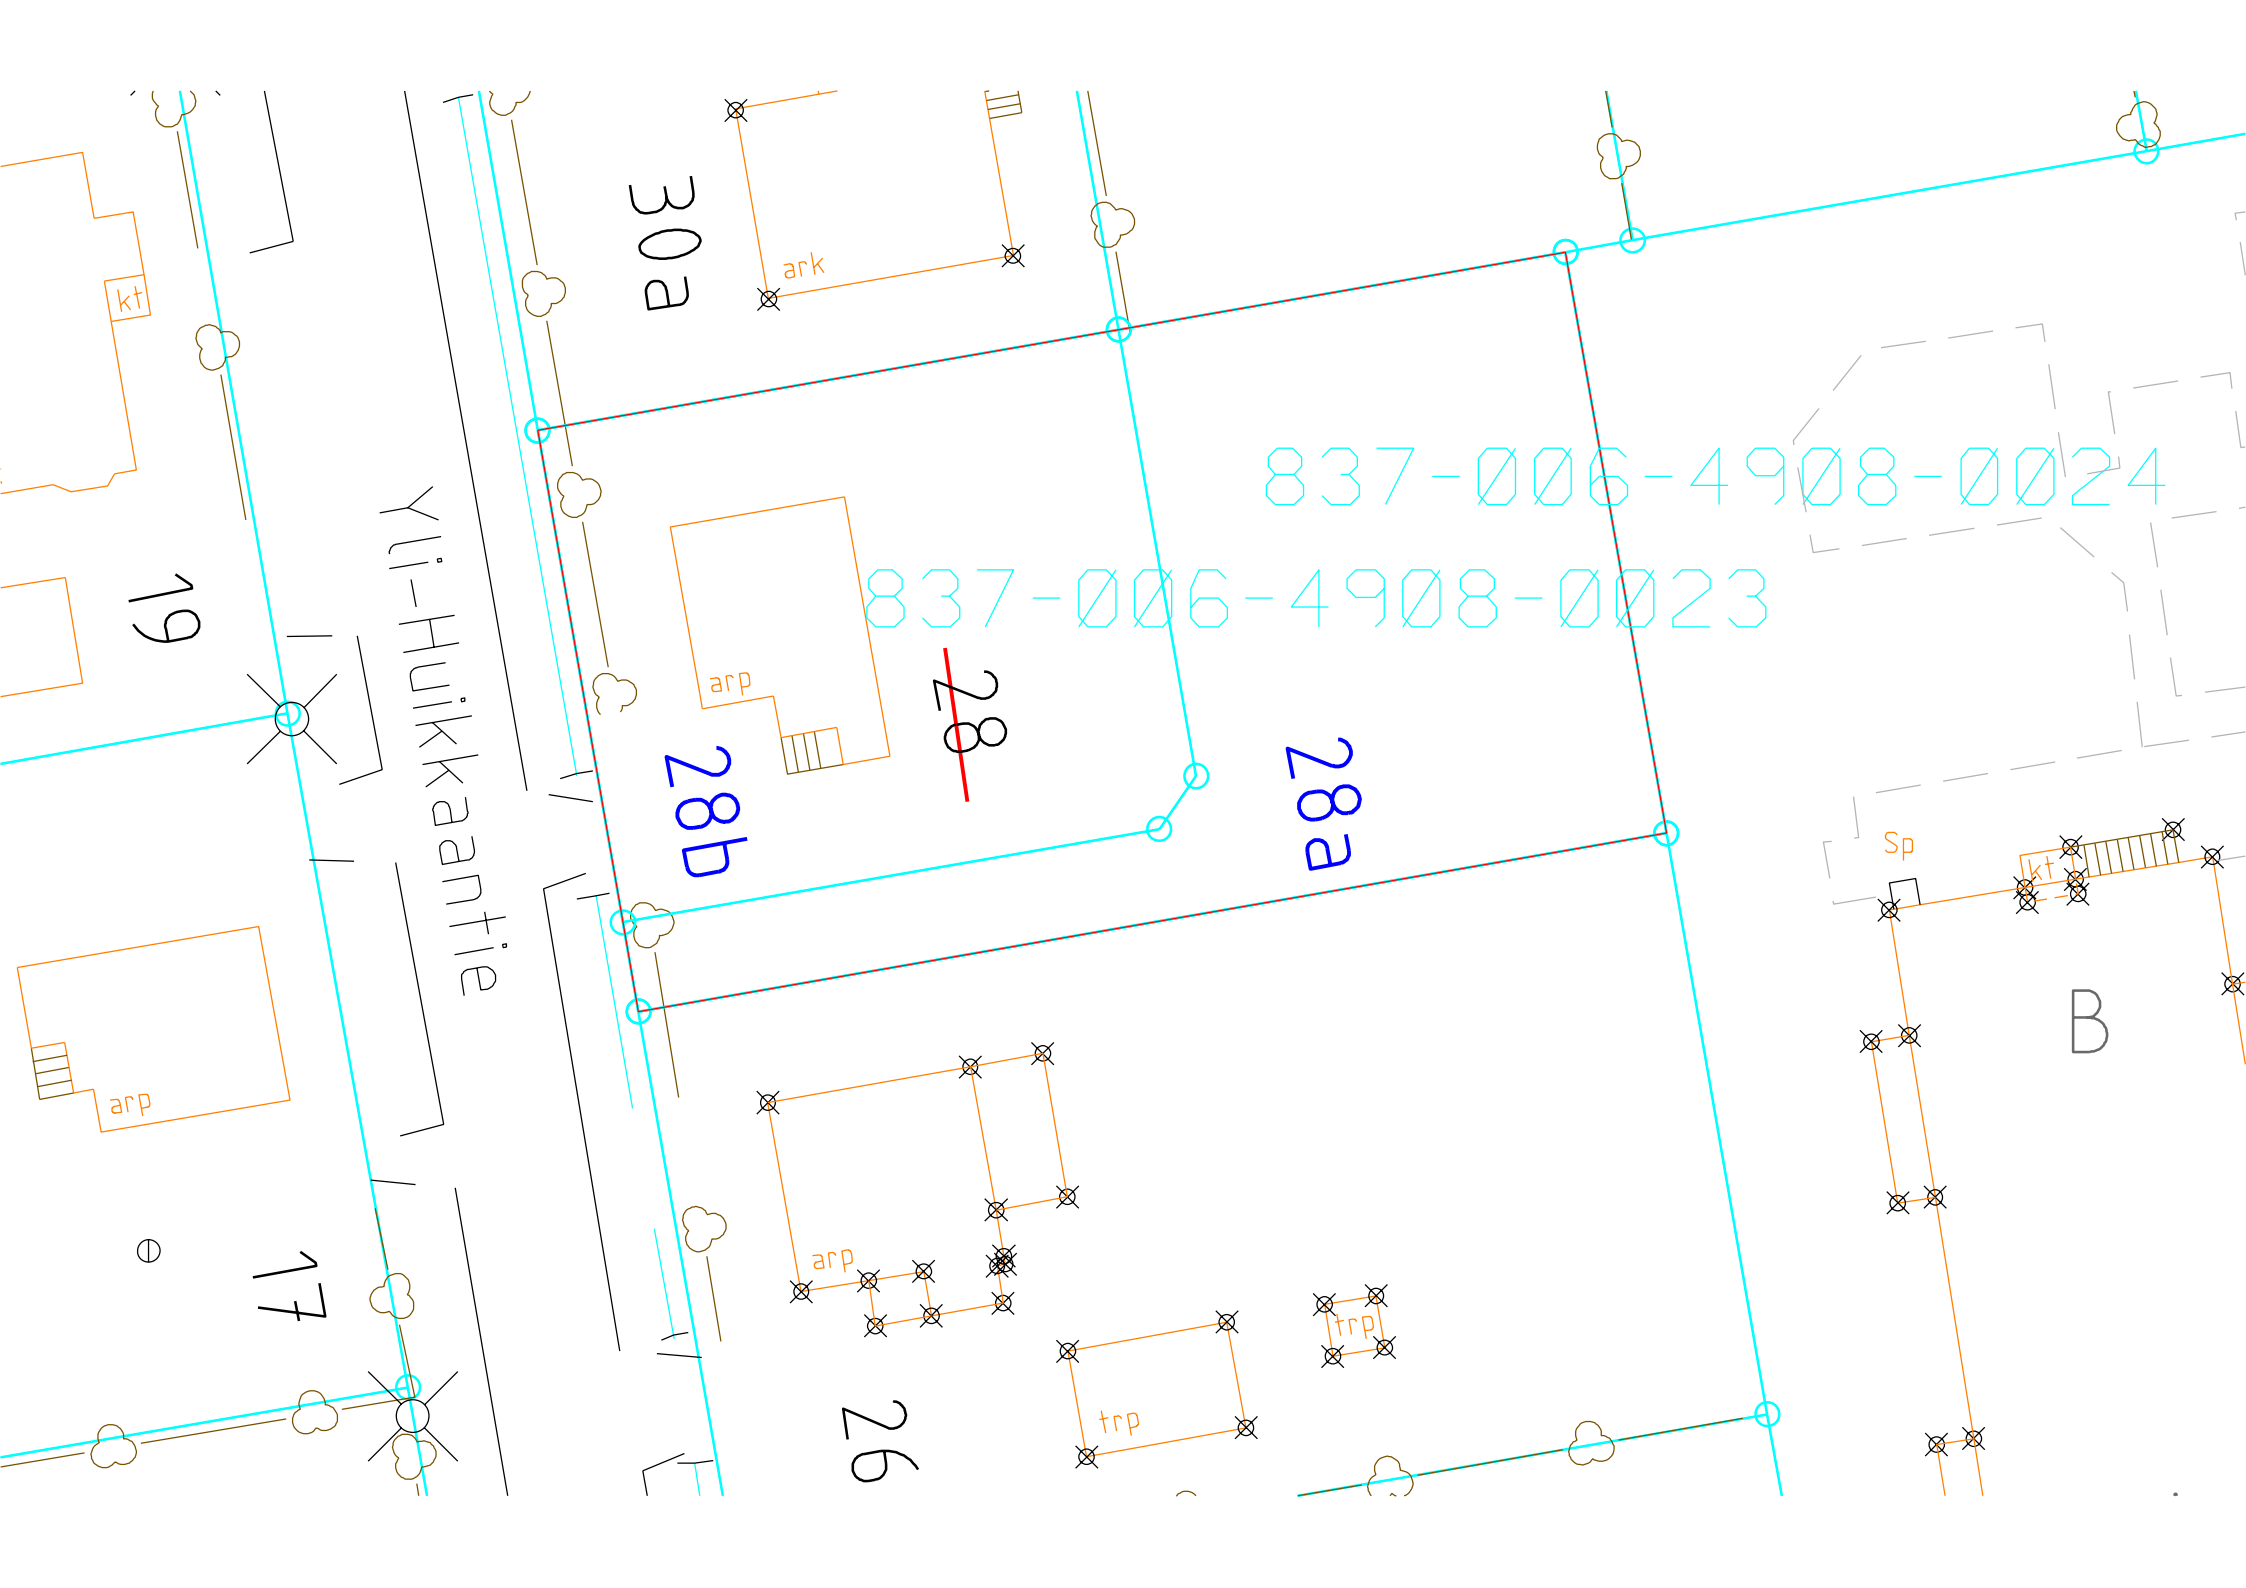 30a
ark
kt
837-006-4908-0024
Yli-Huikkaantie
19
837-006-4908-0023
arp
28
28b
28a
Sp
kt
B
arp
17
arp
trp
trp
26